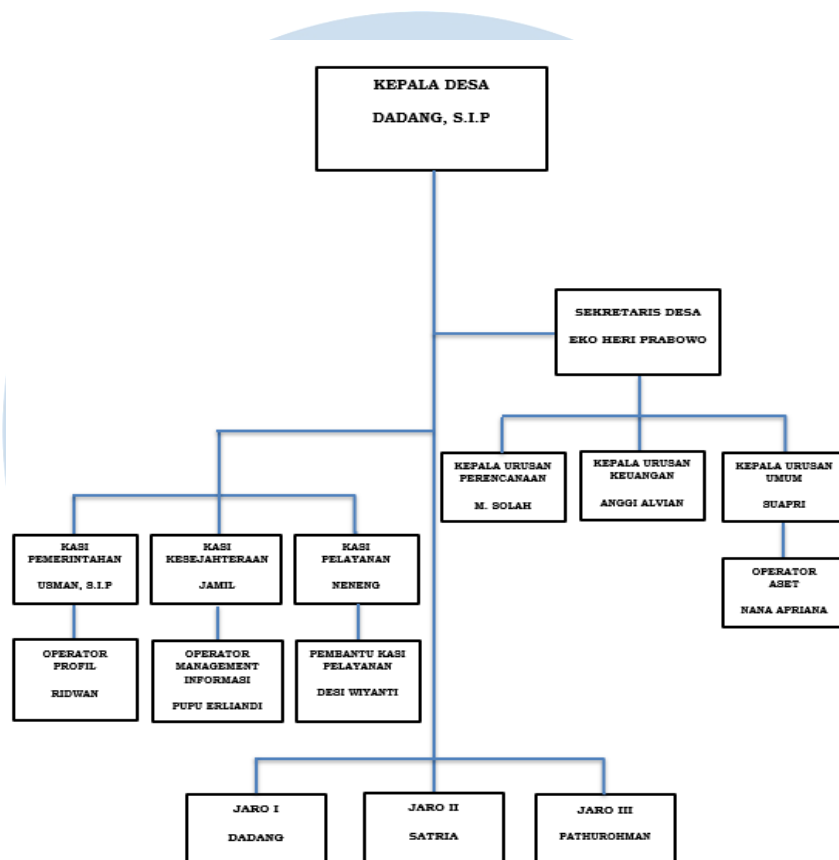 KEPALA DESA
DADANG, S.I.P
SEKRETARIS DESA
EKO HERI PRABOWO
KEPALA URUSAN
PERENCANAAN
M. SOLAH
KEPALA URUSAN
KEUANGAN
ANGGI ALVIAN
KEPALA URUSAN
UMUM
SUAPRI
OPERATOR
ASET
NANA APRIANA
KASI
PEMERINTAHAN
USMAN, S.I.P
KASI
KESEJAHTERAAN
JAMIL
KASI
PELAYANAN
NENENG
OPERATOR
PROFIL
RIDWAN
OPERATOR
MANAGEMENT
INFORMASI
PUPU ERLIANDI
PEMBANTU KASI
PELAYANAN
DESI WIYANTI
JARO I
DADANG
JARO II
SATRIA
JARO III
PATHUROHMAN